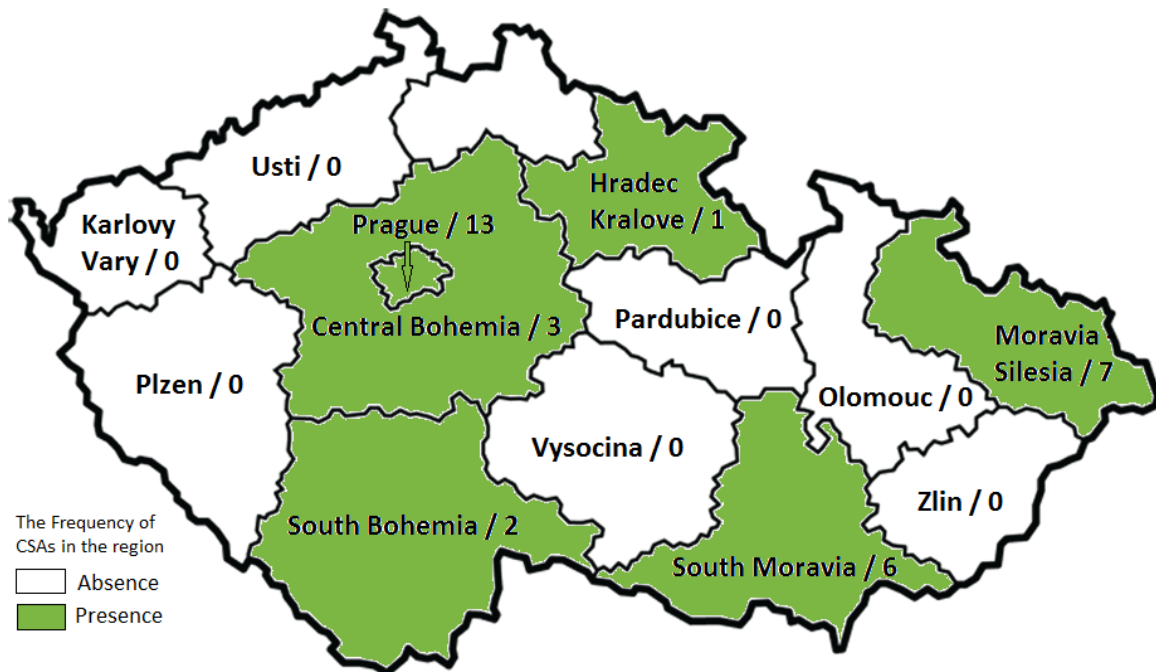 Usti / 0
Karlovy
Vary / 0
Prague / 13
Hradec
Kralove / 1
Central Bohemia / 3
Pardubice / 0
Moravia
Silesia / 7
Plzen / 0
Olomouc / 0
Vysocina / 0
Zlin / 0
South Bohemia / 2
South Moravia / 6
The Frequency of
CSAs in the region
Absence
Presence